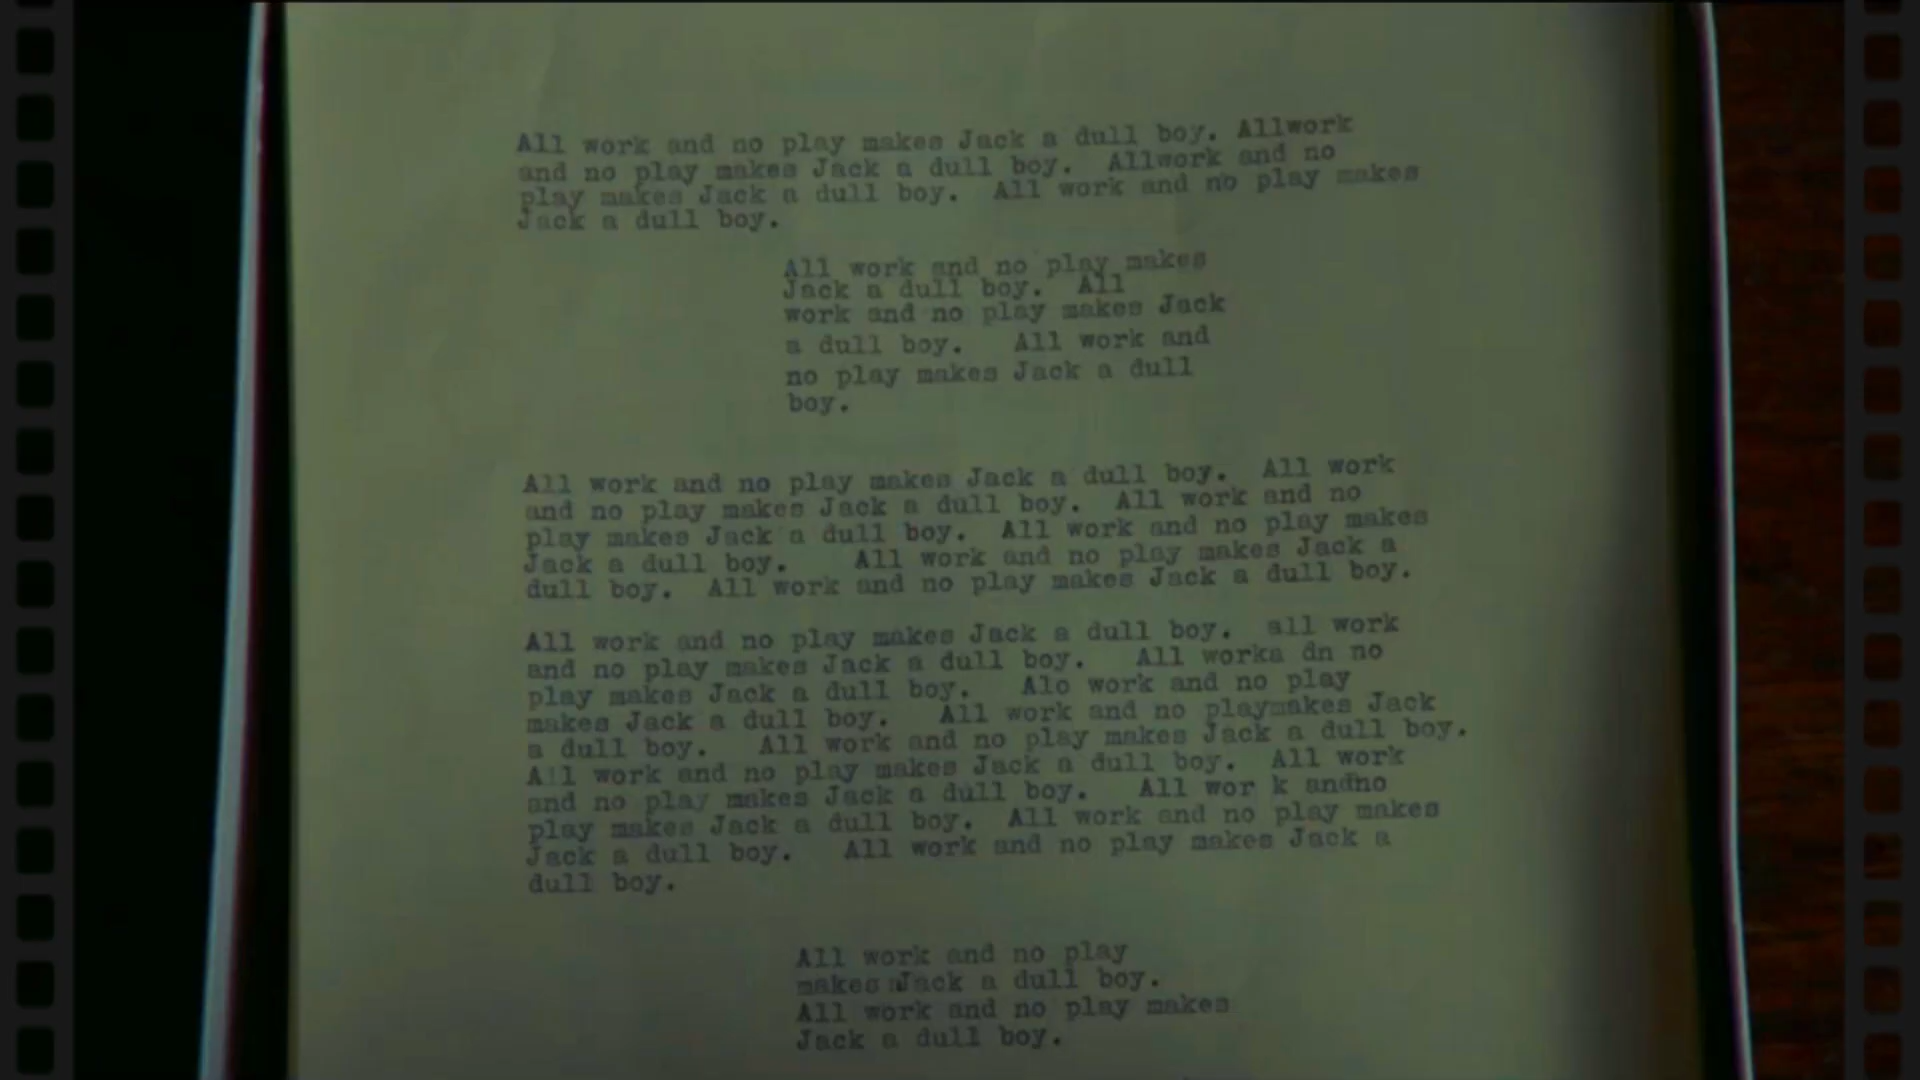 All work and no play makes Jack a dull boy. Allwork
and no play makes Jack a dull boy. Allwork and no
play makes Jack a dull boy. All work and no play makes
Jack a dull boy.
All work and no play makes
Jack a dull boy. All
work and no play makes Jack
a dull boy. All work and
no play makes Jack a dull
boy.
All work and no play makes Jack a dull boy. All work
and no play makes Jack a dull boy. All work and no
play makes Jack a dull boy. All work and no play makes
Jack a dull boy. All work and no play makes Jack a
dull boy. All work and no play makes Jack a dull boy.
All work and no play makes Jack a dull boy. all work
and no play makes Jack a dull boy. All worka dn no
play makes Jack a dull boy. Alo work and no play
makes Jack a dull boy. All work and no playmakes Jack
a dull boy. All work and no play makes Jack a dull boy.
All work and no play makes Jack a dull boy. All work
and no play makes Jack a dull boy. All wor k andno
play makes Jack a dull boy. All work and no play makes
Jack a dull boy. All work and no play makes Jack a
dull boy.
All work and no play
makes Jack a dull boy.
All work and no play makes
Jack a dull boy.